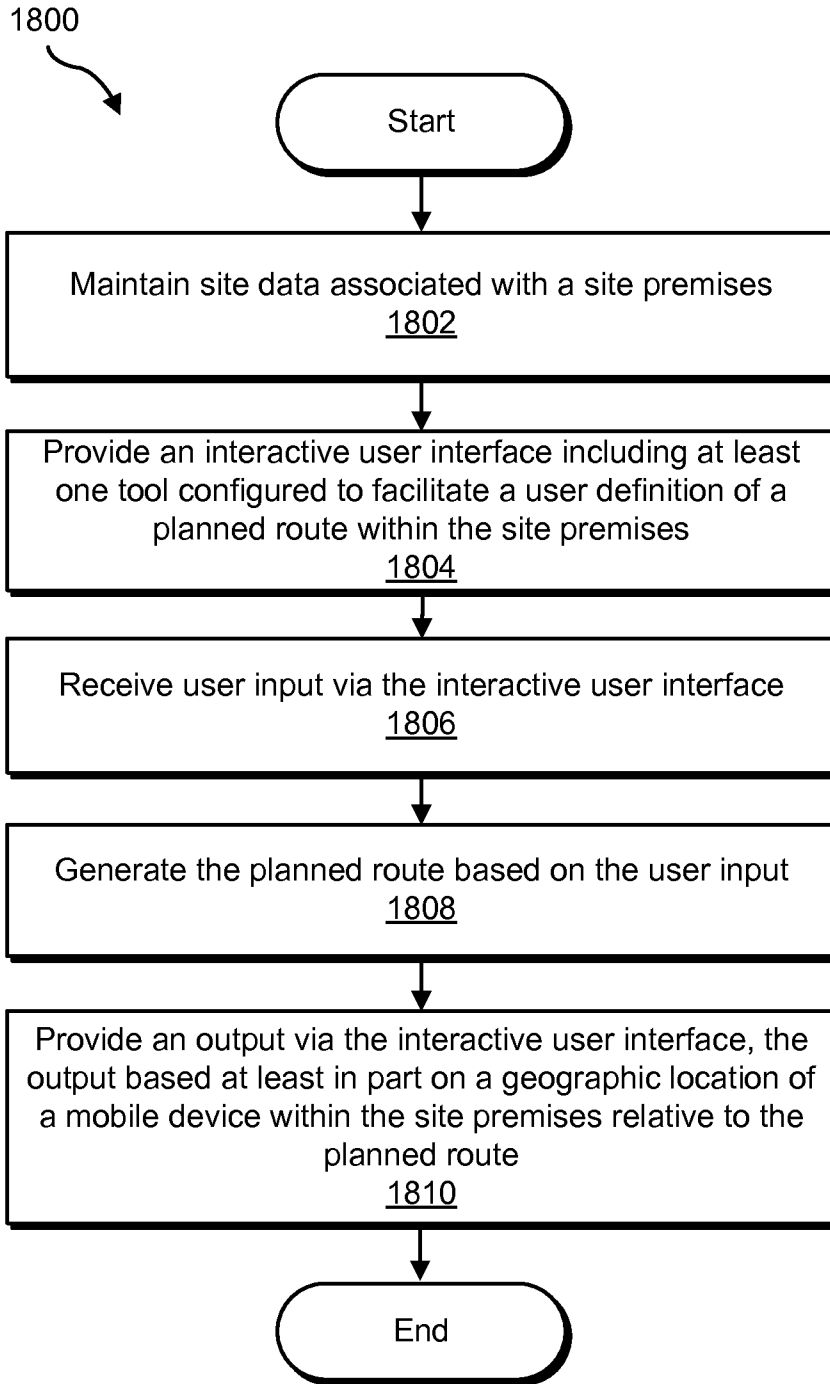 1800
Start
Maintain site data associated with a site premises
1802
Provide an interactive user interface including at least
one tool configured to facilitate a user definition of a
planned route within the site premises
1804
Receive user input via the interactive user interface
1806
Generate the planned route based on the user input
1808
Provide an output via the interactive user interface, the
output based at least in part on a geographic location of
a mobile device within the site premises relative to the
planned route
1810
End